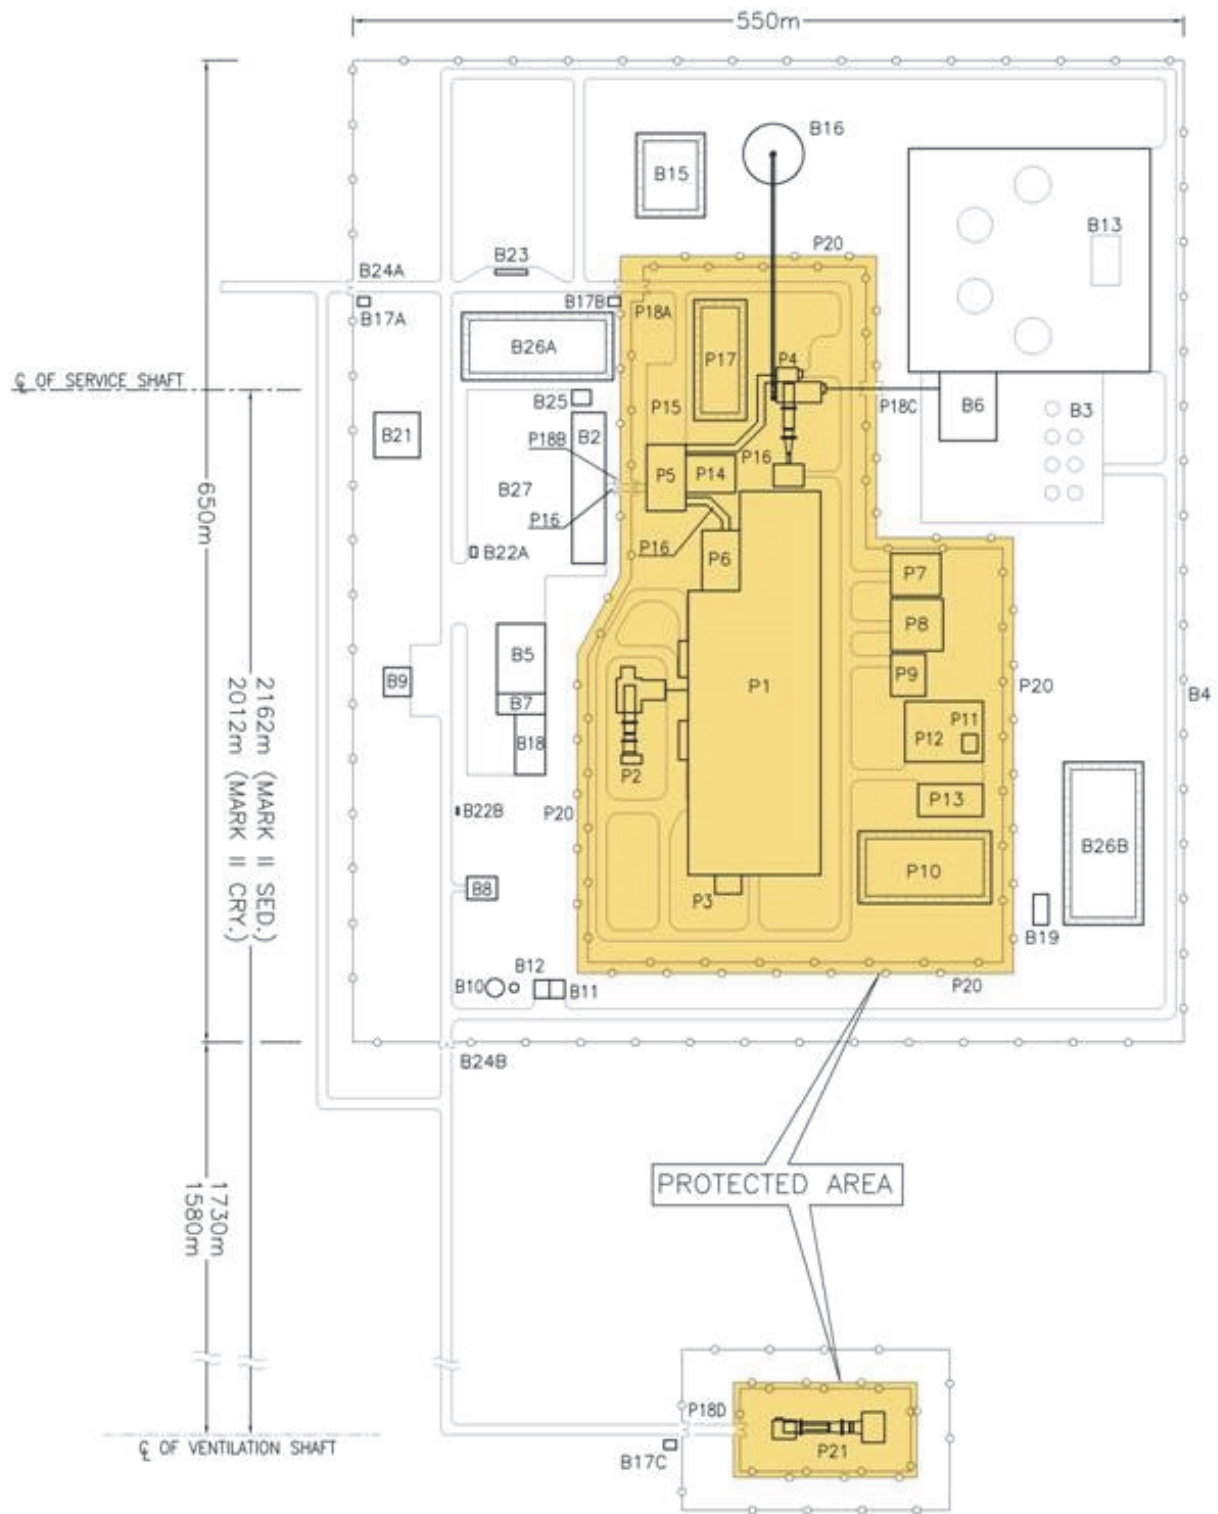 550m
B16
B15
B13
P20
B23
B24A
B17B
P18A
B17A
P17
B26A
P4
℄ OF SERVICE SHAFT
P18C
B25
P15
B6
B3
B21
B2
P18B
P16
P5
P14
B27
650m
P16
B22A
P16
P6
P7
P8
B5
P9
B9
P1
P20
B4
B7
P11
P12
B18
2162m (MARK II SED.)
2012m (MARK II CRY.)
P2
P13
B22B
P20
B26B
P10
B8
P3
B19
B12
B10
B11
P20
B24B
PROTECTED AREA
1730m
1580m
P18D
℄ OF VENTILATION SHAFT
P21
B17C